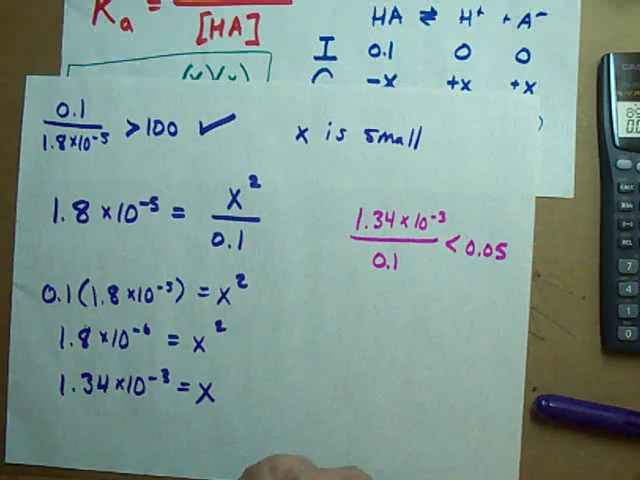 Ka =
[HA]
HA ⇌ H⁺ + A⁻
I 0.1 0 0
C -x +x +x
(x)(x)
0.1 / 1.8×10⁻⁵ > 100 ✓
x is small
1.8×10⁻⁵ = x² / 0.1
1.34×10⁻³ / 0.1 < 0.05
0.1(1.8×10⁻⁵) = x²
1.8×10⁻⁶ = x²
1.34×10⁻³ = x